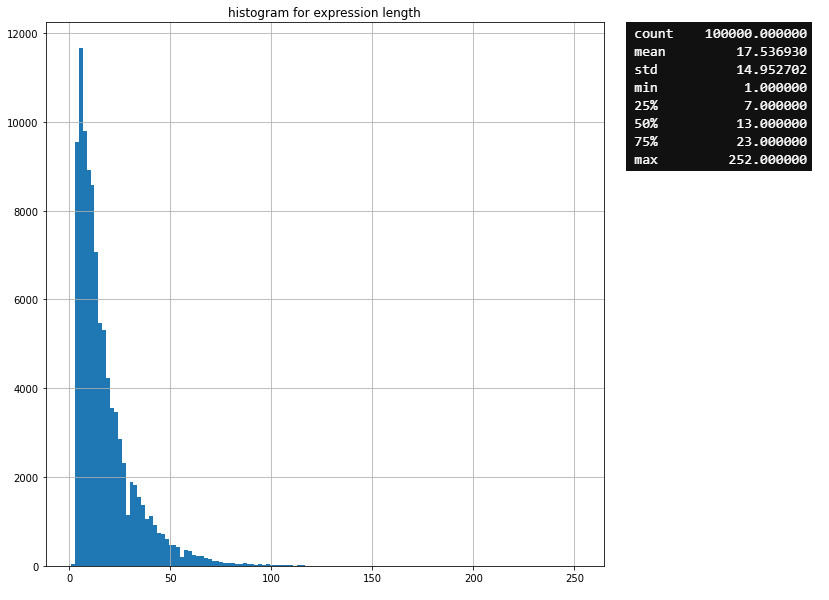 histogram for expression length
12000
10000
8000
6000
4000
2000
0
0 50 100 150 200 250
count 100000.000000
mean 17.536930
std 14.952702
min 1.000000
25% 7.000000
50% 13.000000
75% 23.000000
max 252.000000